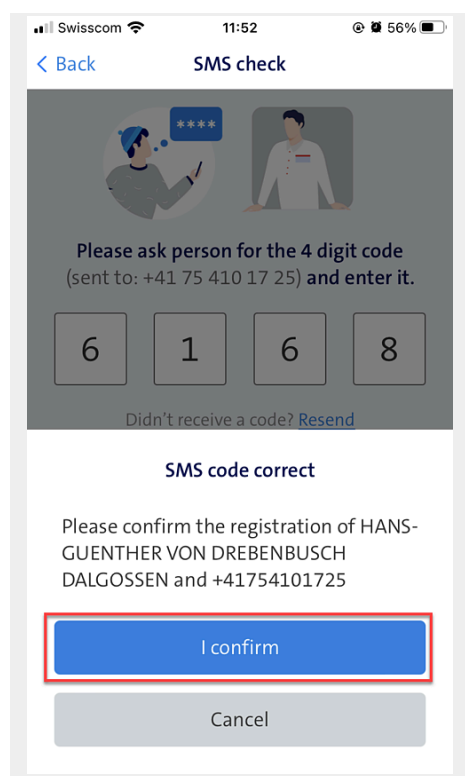 Swisscom 11:52 56%
Back SMS check
****
Please ask person for the 4 digit code
(sent to: +41 75 410 17 25) and enter it.
6 1 6 8
Didn't receive a code? Resend
SMS code correct
Please confirm the registration of HANS-
GUENTHER VON DREBENBUSCH
DALGOSSEN and +41754101725
I confirm
Cancel